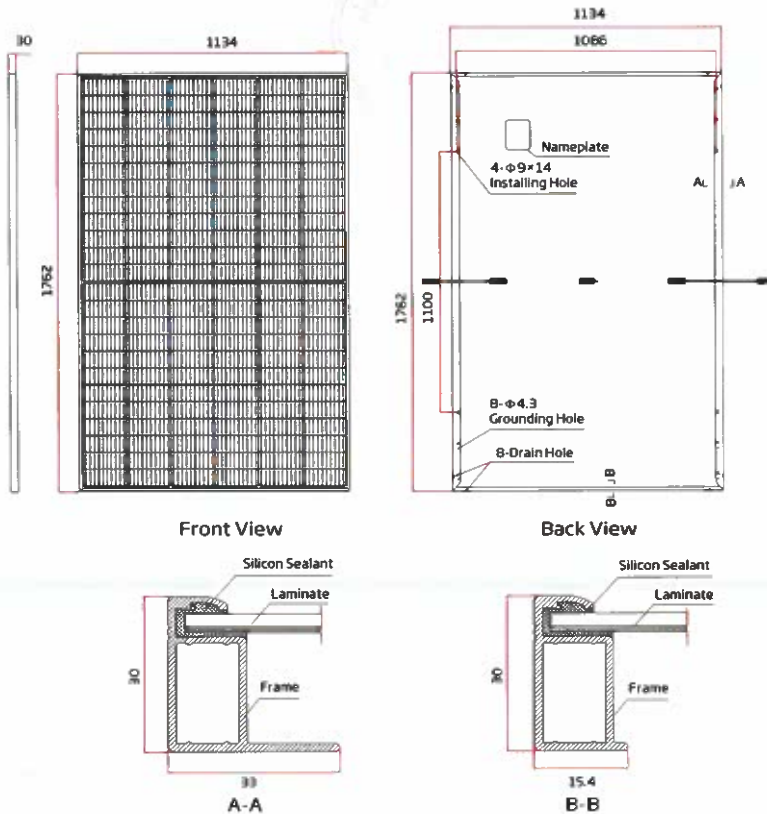 30
1134
1762
Front View
1134
1086
Nameplate
4-Φ9×14
Installing Hole
A
A
1762
1100
8-Φ4.3
Grounding Hole
8-Drain Hole
B
B
Back View
Silicon Sealant
Laminate
30
Frame
33
A-A
Silicon Sealant
Laminate
30
Frame
15.4
B-B